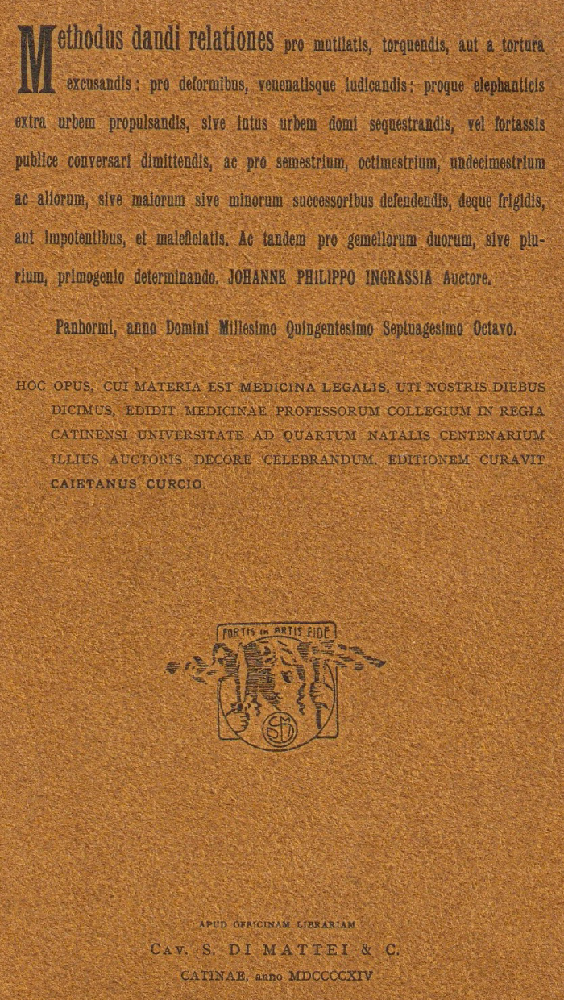 Methodus dandi relationes pro mutilatis, torquendis, aut a tortura
excusandis: pro deformibus, venenatisque iudicandis; proque elephanticis
extra urbem propulsandis, sive intus urbem domi sequestrandis, vel fortassis
publice conversari dimittendis, ac pro semestrium, octimestrium, undecimestrium
ac aliorum, sive maiorum sive minorum successoribus defendendis, deque frigidis,
aut impotentibus, et maleficiatis. Ac tandem pro gemellorum duorum, sive plu-
rium, primogenio determinando. JOHANNE PHILIPPO INGRASSIA Auctore.
Panhormi, anno Domini Millesimo Quingentesimo Septuagesimo Octavo.
HOC OPUS, CUI MATERIA EST MEDICINA LEGALIS, UTI NOSTRIS DIEBUS
DICIMUS, EDIDIT MEDICINAE PROFESSORUM COLLEGIUM IN REGIA
CATINENSI UNIVERSITATE AD QUARTUM NATALIS CENTENARIUM
ILLIUS AUCTORIS DECORE CELEBRANDUM. EDITIONEM CURAVIT
CAIETANUS CURCIO.
FORTIS IN ARTIS FIDE
SDM
APUD OFFICINAM LIBRARIAM
CAV. S. DI MATTEI & C.
CATINAE, anno MDCCCCXIV